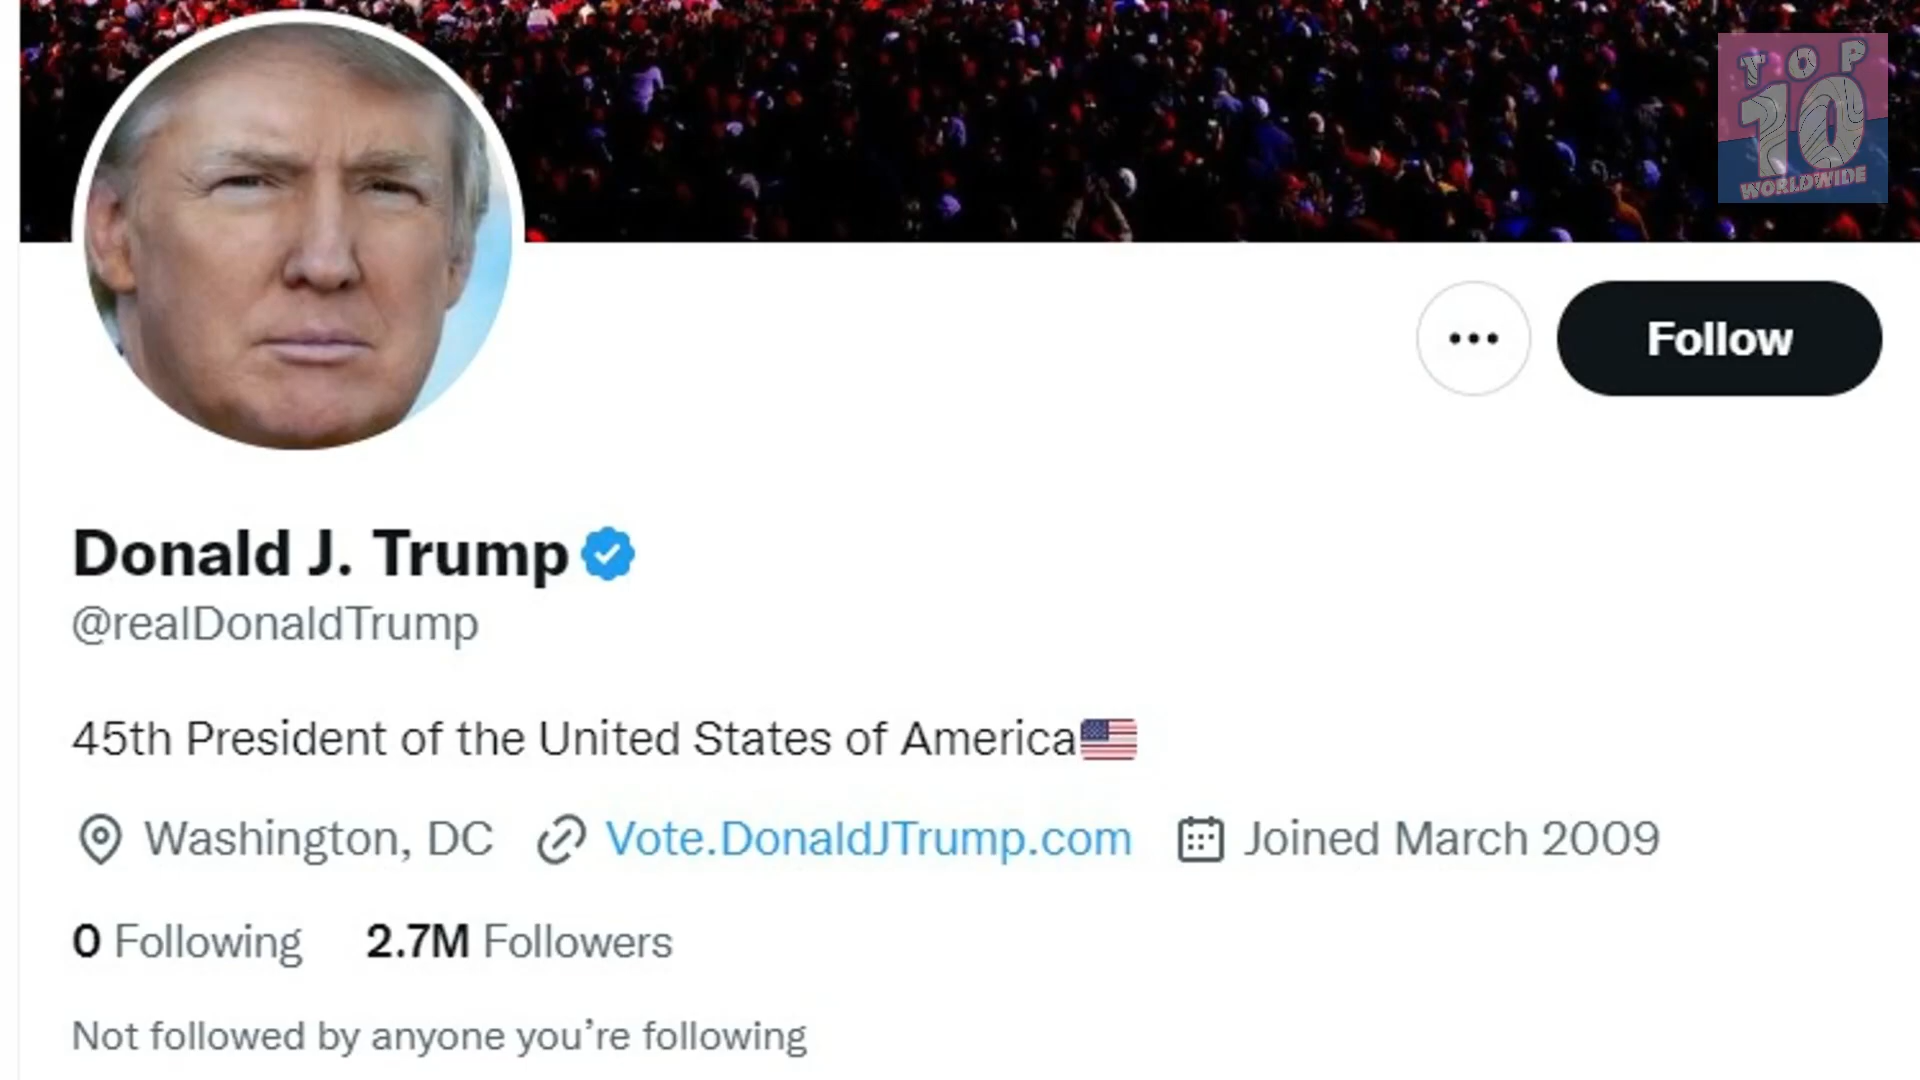 TOP
10
WORLDWIDE
Follow
Donald J. Trump
@realDonaldTrump
45th President of the United States of America
Washington, DC Vote.DonaldJTrump.com Joined March 2009
0 Following 2.7M Followers
Not followed by anyone you’re following